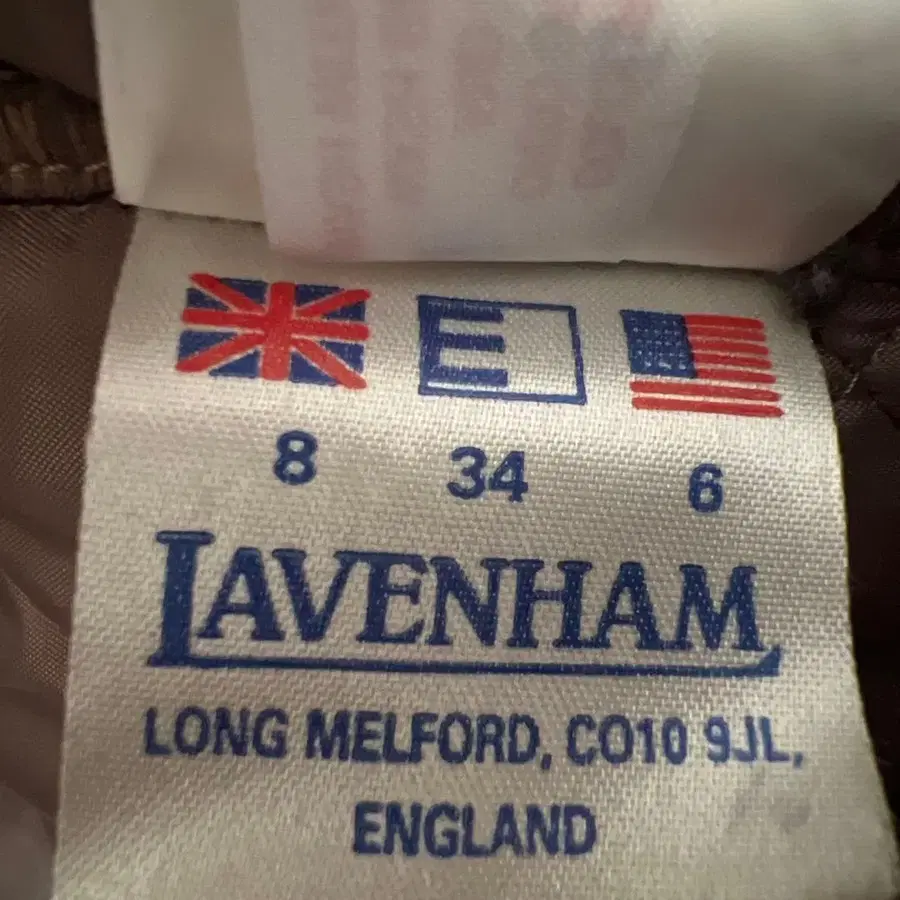 E
8 34 6
LAVENHAM
LONG MELFORD, CO10 9JL,
ENGLAND